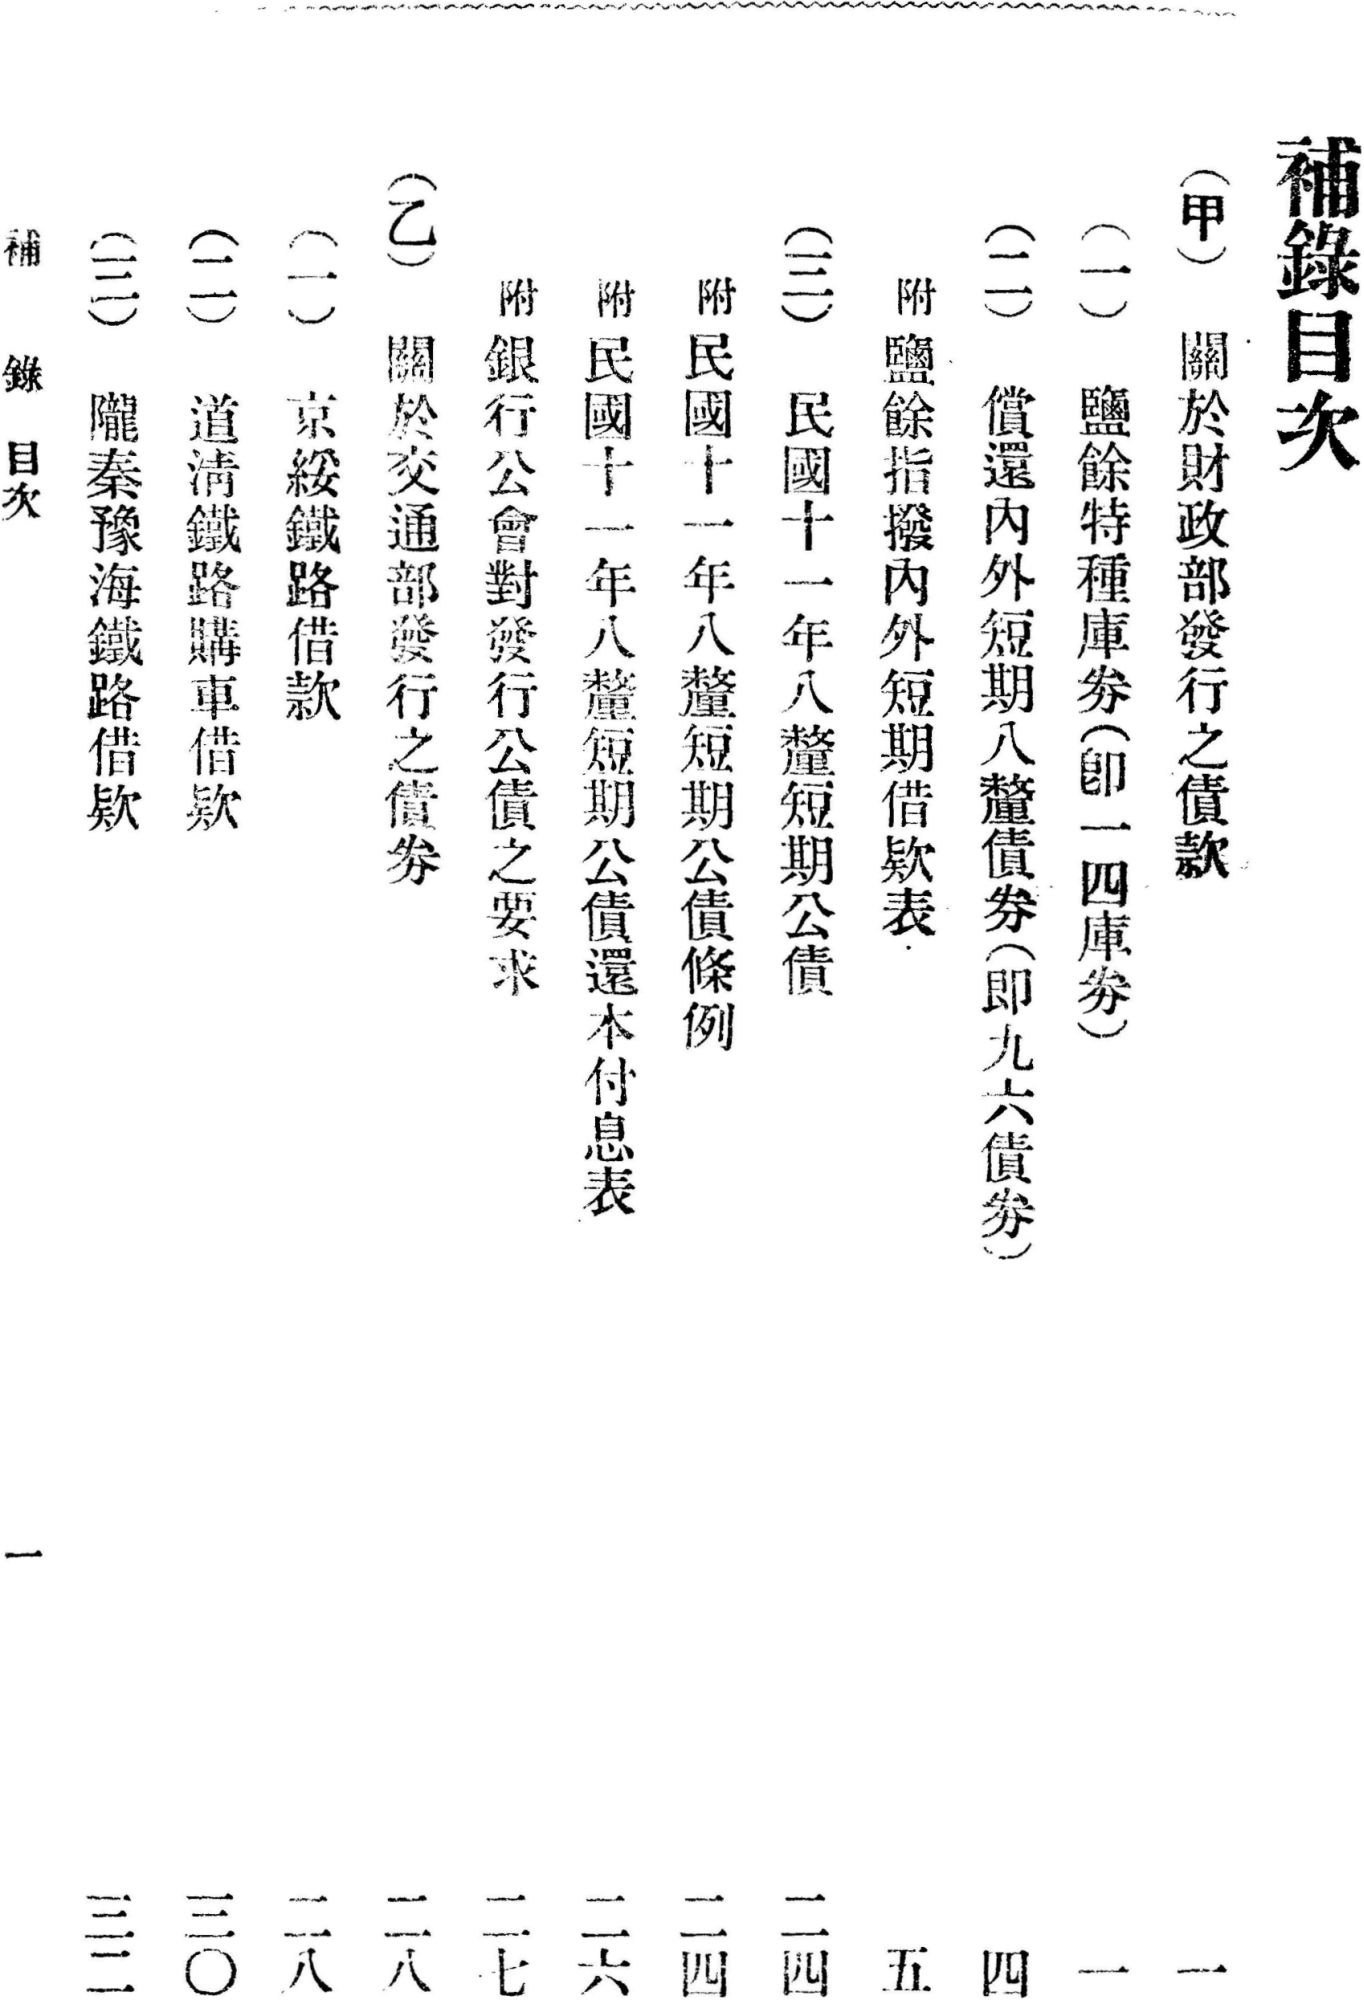 補錄目次
（甲） 關於財政部發行之債款 一
（一） 鹽餘特種庫券（卽一四庫券） 一
（二） 償還內外短期八釐債券（即九六債券） 四
附 鹽餘指撥內外短期借欵表 五
（三） 民國十一年八釐短期公債 二四
附 民國十一年八釐短期公債條例 二四
附 民國十一年八釐短期公債還本付息表 二六
附 銀行公會對發行公債之要求 二七
（乙） 關於交通部發行之債券 二八
（一） 京綏鐵路借款 二八
（二） 道淸鐵路購車借欵 三〇
（三） 隴秦豫海鐵路借欵 三二
補錄 目次 一